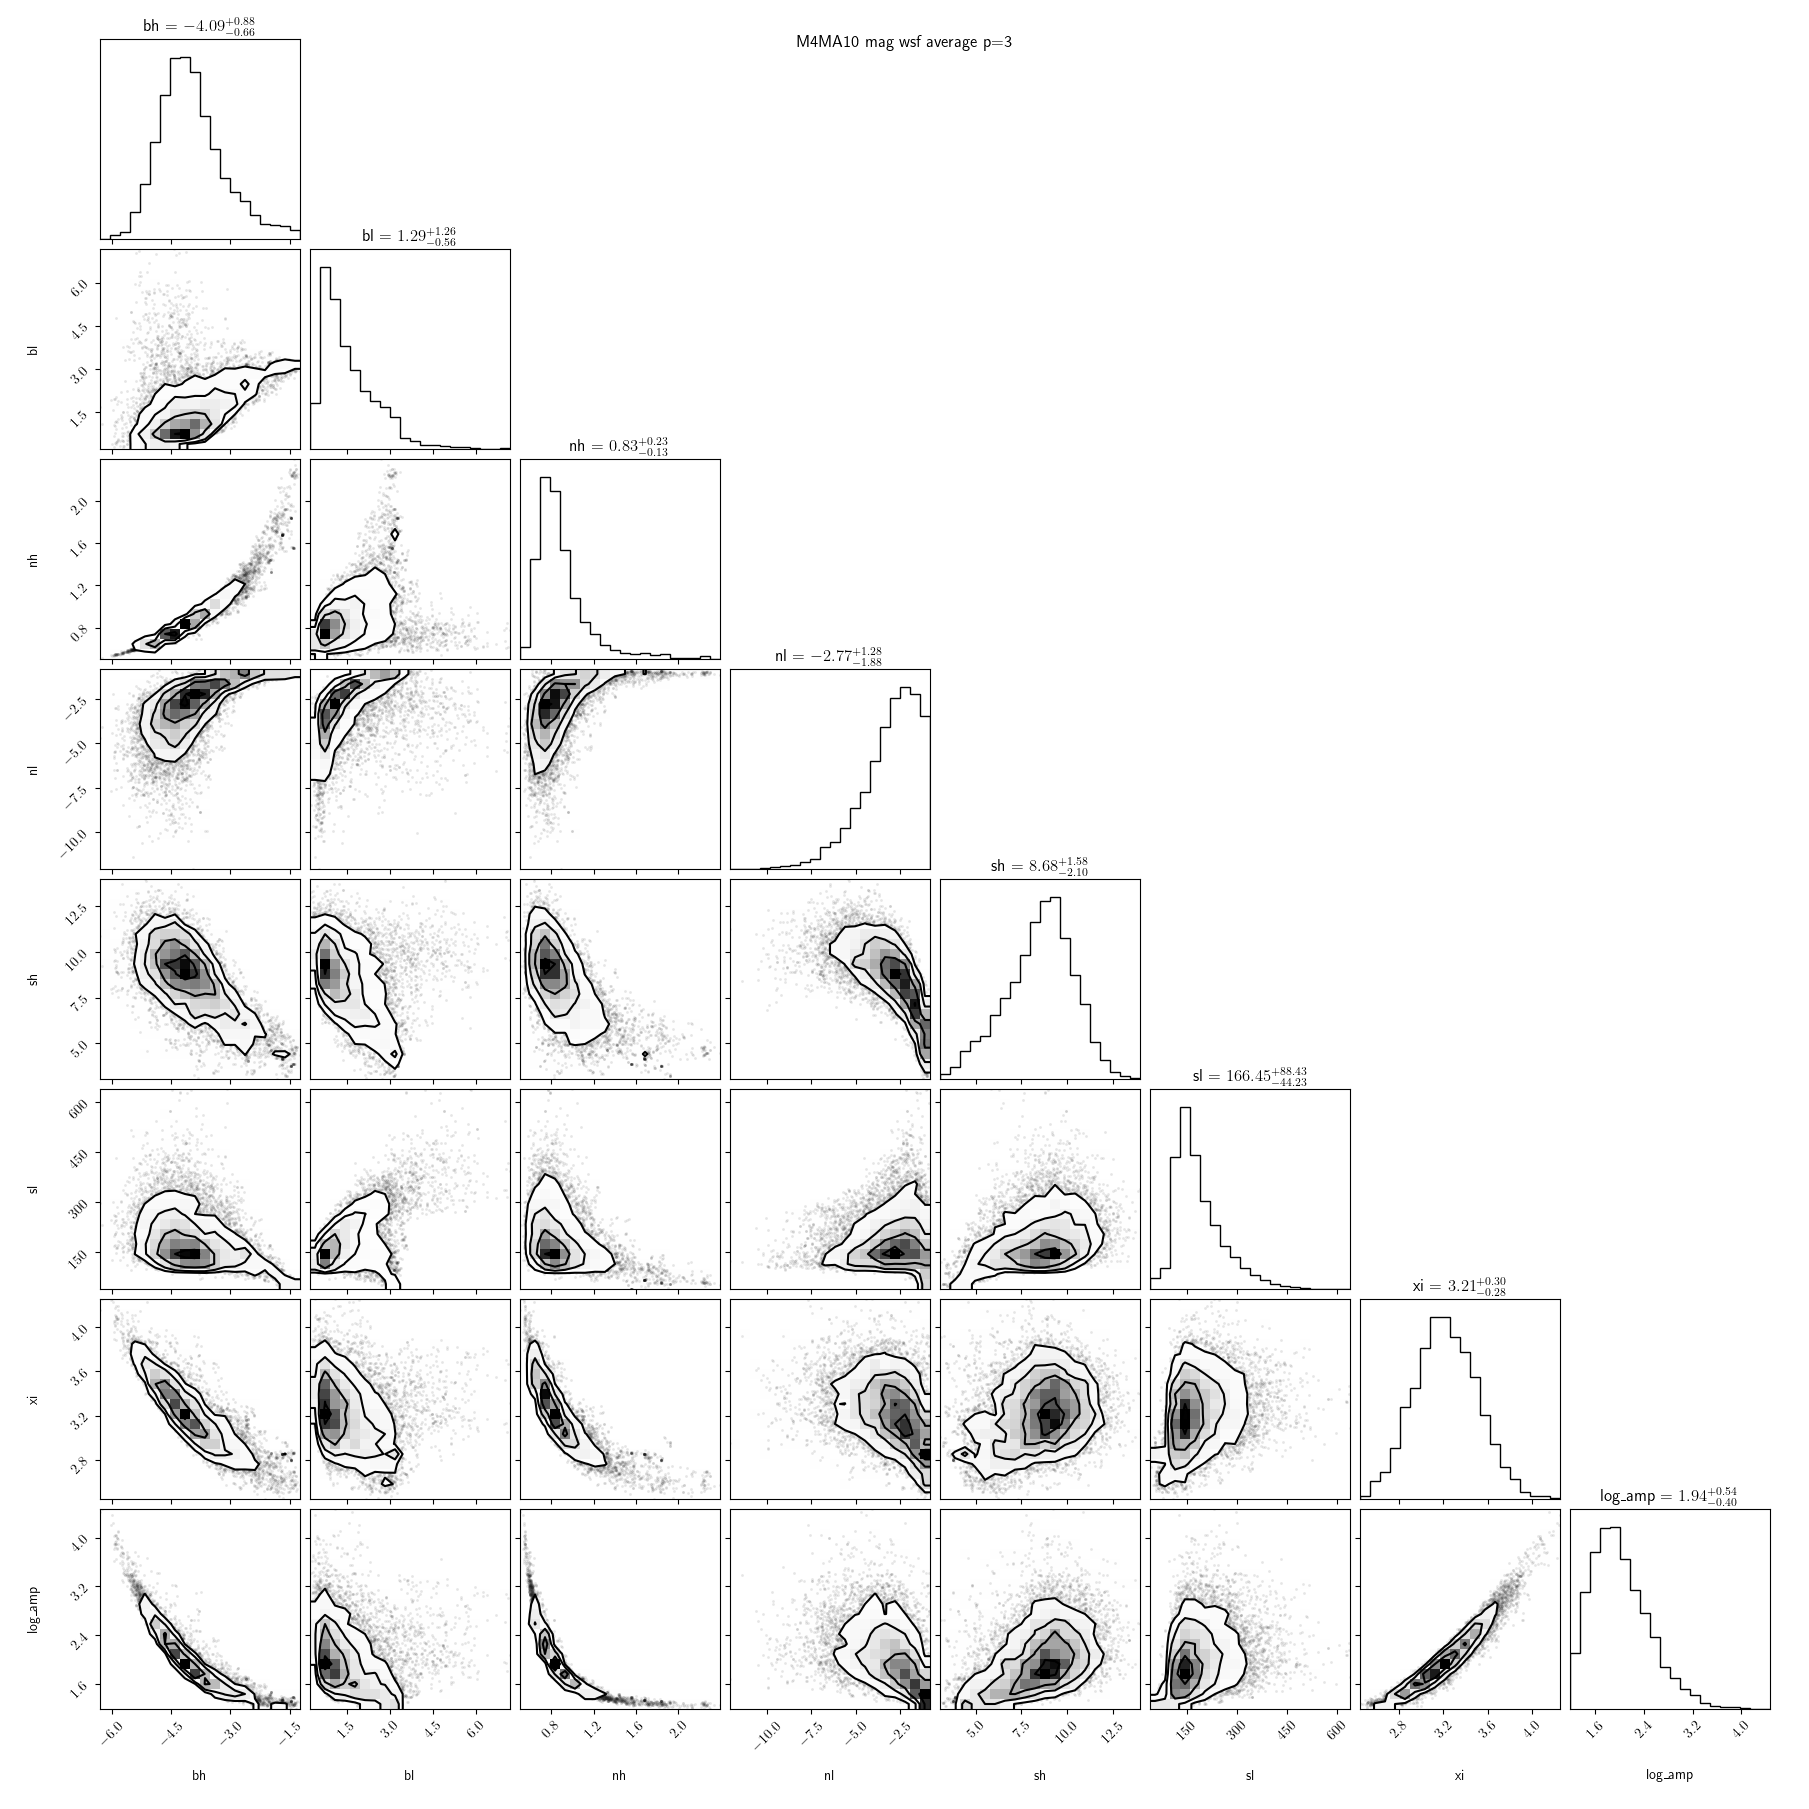 bh = −4.09^{+0.88}_{−0.66}
M4MA10 mag wsf average p=3
bl = 1.29^{+1.26}_{−0.56}
bl
6.0
4.5
3.0
1.5
nh = 0.83^{+0.23}_{−0.13}
nh
2.0
1.6
1.2
0.8
nl = −2.77^{+1.28}_{−1.88}
nl
−2.5
−5.0
−7.5
−10.0
sh = 8.68^{+1.58}_{−2.10}
sh
12.5
10.0
7.5
5.0
sl = 166.45^{+88.43}_{−44.23}
sl
600
450
300
150
xi = 3.21^{+0.30}_{−0.28}
xi
4.0
3.6
3.2
2.8
log_amp = 1.94^{+0.54}_{−0.40}
log_amp
4.0
3.2
2.4
1.6
−6.0 −4.5 −3.0 −1.5 1.5 3.0 4.5 6.0 0.8 1.2 1.6 2.0 −10.0 −7.5 −5.0 −2.5 5.0 7.5 10.0 12.5 150 300 450 600 2.8 3.2 3.6 4.0 1.6 2.4 3.2 4.0
bh bl nh nl sh sl xi log_amp